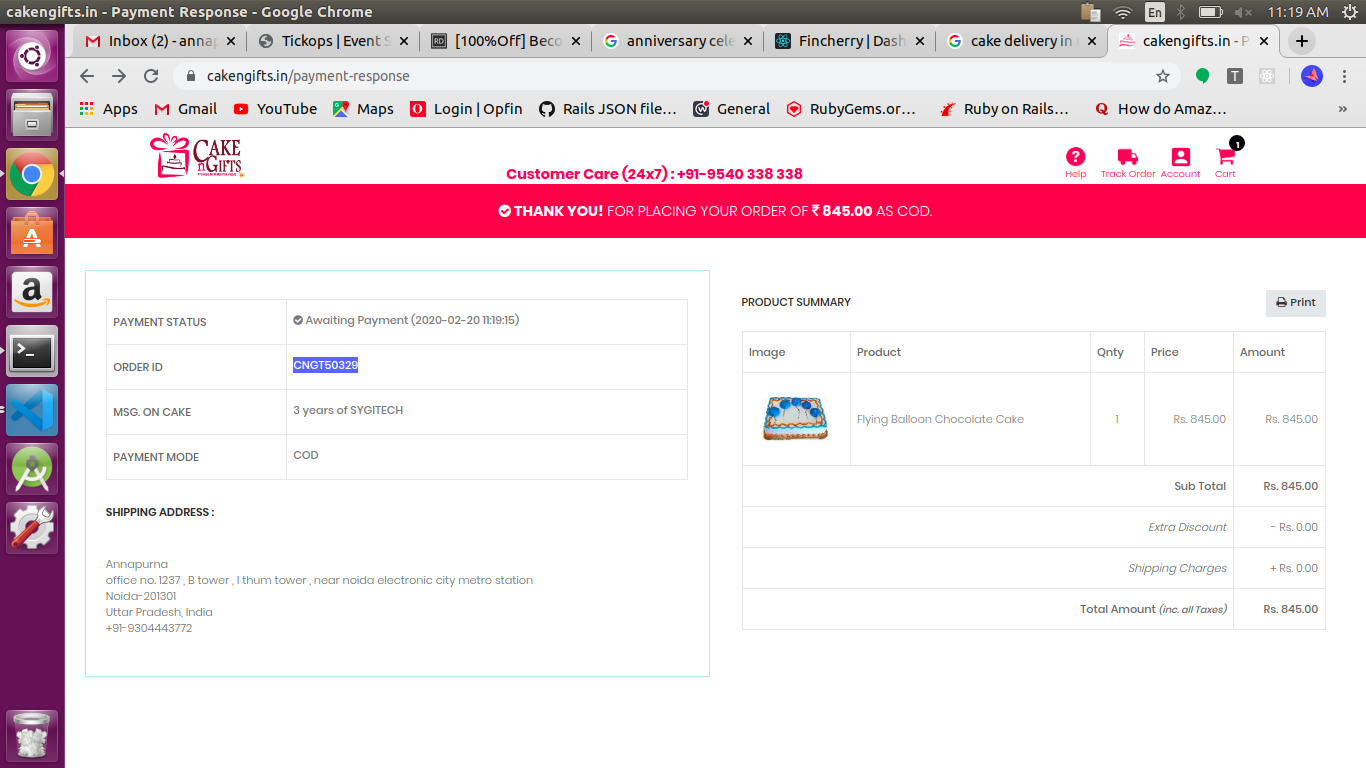 cakengifts.in - Payment Response - Google Chrome
En
11:19 AM
Inbox (2) - anna
Tickops | Event S
[100%Off] Beco
anniversary cele
Fincherry | Dash
cake delivery in
cakengifts.in - P
cakengifts.in/payment-response
T
Apps
Gmail
YouTube
Maps
Login | Opfin
Rails JSON file...
General
RubyGems.or...
Ruby on Rails...
How do Amaz...
»
CAKE
nGIFTS
Customer Care (24x7) : +91-9540 338 338
1
Help
Track Order
Account
Cart
THANK YOU! FOR PLACING YOUR ORDER OF ₹ 845.00 AS COD.
PAYMENT STATUS
Awaiting Payment (2020-02-20 11:19:15)
ORDER ID
CNGT50329
MSG. ON CAKE
3 years of SYGITECH
PAYMENT MODE
COD
SHIPPING ADDRESS :
Annapurna
office no. 1237 , B tower , I thum tower , near noida electronic city metro station
Noida-201301
Uttar Pradesh, India
+91-9304443772
PRODUCT SUMMARY
Print
Image Product Qnty Price Amount
Flying Balloon Chocolate Cake 1 Rs. 845.00 Rs. 845.00
Sub Total Rs. 845.00
Extra Discount - Rs. 0.00
Shipping Charges + Rs. 0.00
Total Amount (inc. all Taxes) Rs. 845.00